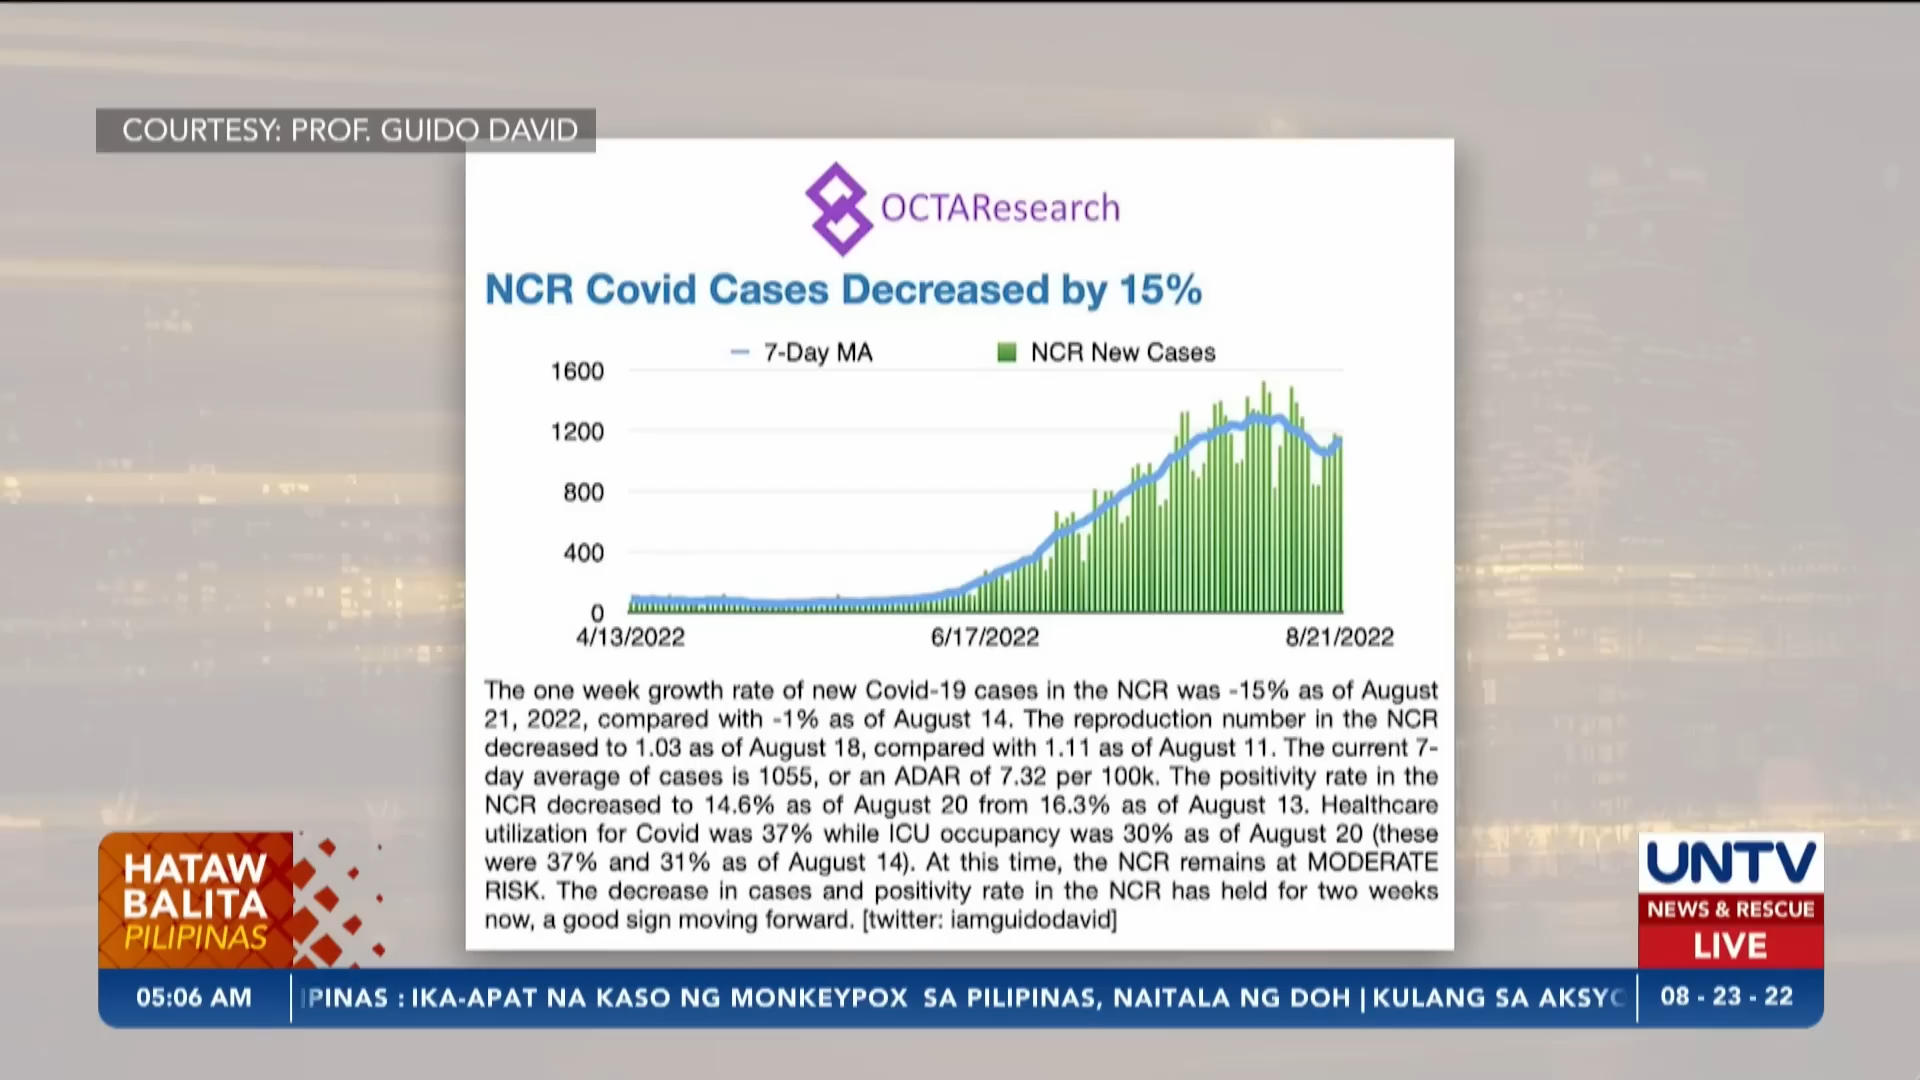 COURTESY: PROF. GUIDO DAVID
OCTAResearch
NCR Covid Cases Decreased by 15%
7-Day MA NCR New Cases
1600
1200
800
400
0
4/13/2022 6/17/2022 8/21/2022
The one week growth rate of new Covid-19 cases in the NCR was -15% as of August
21, 2022, compared with -1% as of August 14. The reproduction number in the NCR
decreased to 1.03 as of August 18, compared with 1.11 as of August 11. The current 7-
day average of cases is 1055, or an ADAR of 7.32 per 100k. The positivity rate in the
NCR decreased to 14.6% as of August 20 from 16.3% as of August 13. Healthcare
utilization for Covid was 37% while ICU occupancy was 30% as of August 20 (these
were 37% and 31% as of August 14). At this time, the NCR remains at MODERATE
RISK. The decrease in cases and positivity rate in the NCR has held for two weeks
now, a good sign moving forward. [twitter: iamguidodavid]
HATAW
BALITA
PILIPINAS
UNTV
NEWS & RESCUE
LIVE
05:06 AM PINAS : IKA-APAT NA KASO NG MONKEYPOX SA PILIPINAS, NAITALA NG DOH | KULANG SA AKSYO 08 - 23 - 22